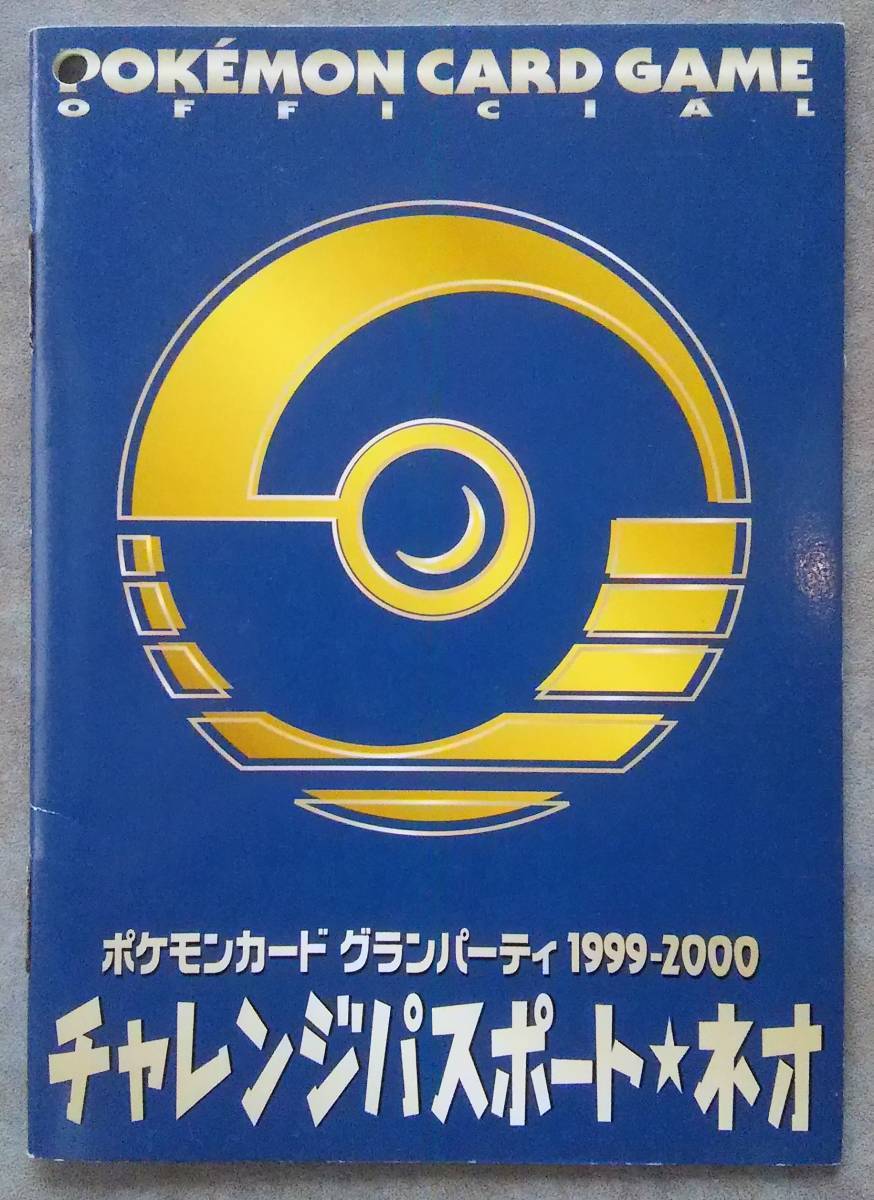 POKÉMON CARD GAME
OFFICIAL
ポケモンカード グランパーティ 1999-2000
チャレンジパスポート★ネオ